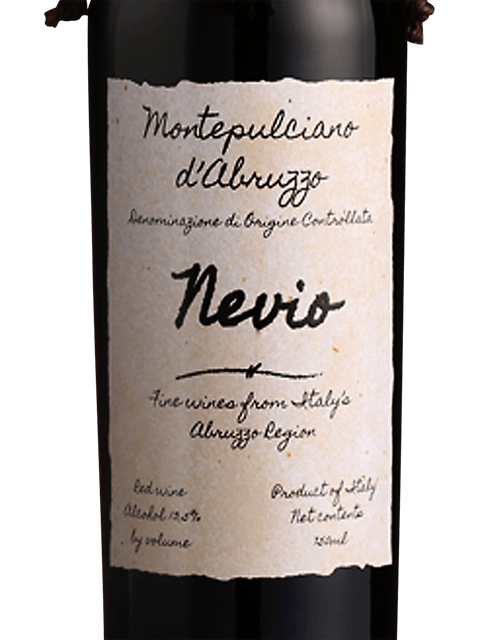 Montepulciano
d'Abruzzo
Denominazione di Origine Controllata
Nevio
Fine wines from Italy's
Abruzzo Region
Red wine
Alcohol 13,5%
by volume
Product of Italy
Net contents
750ml